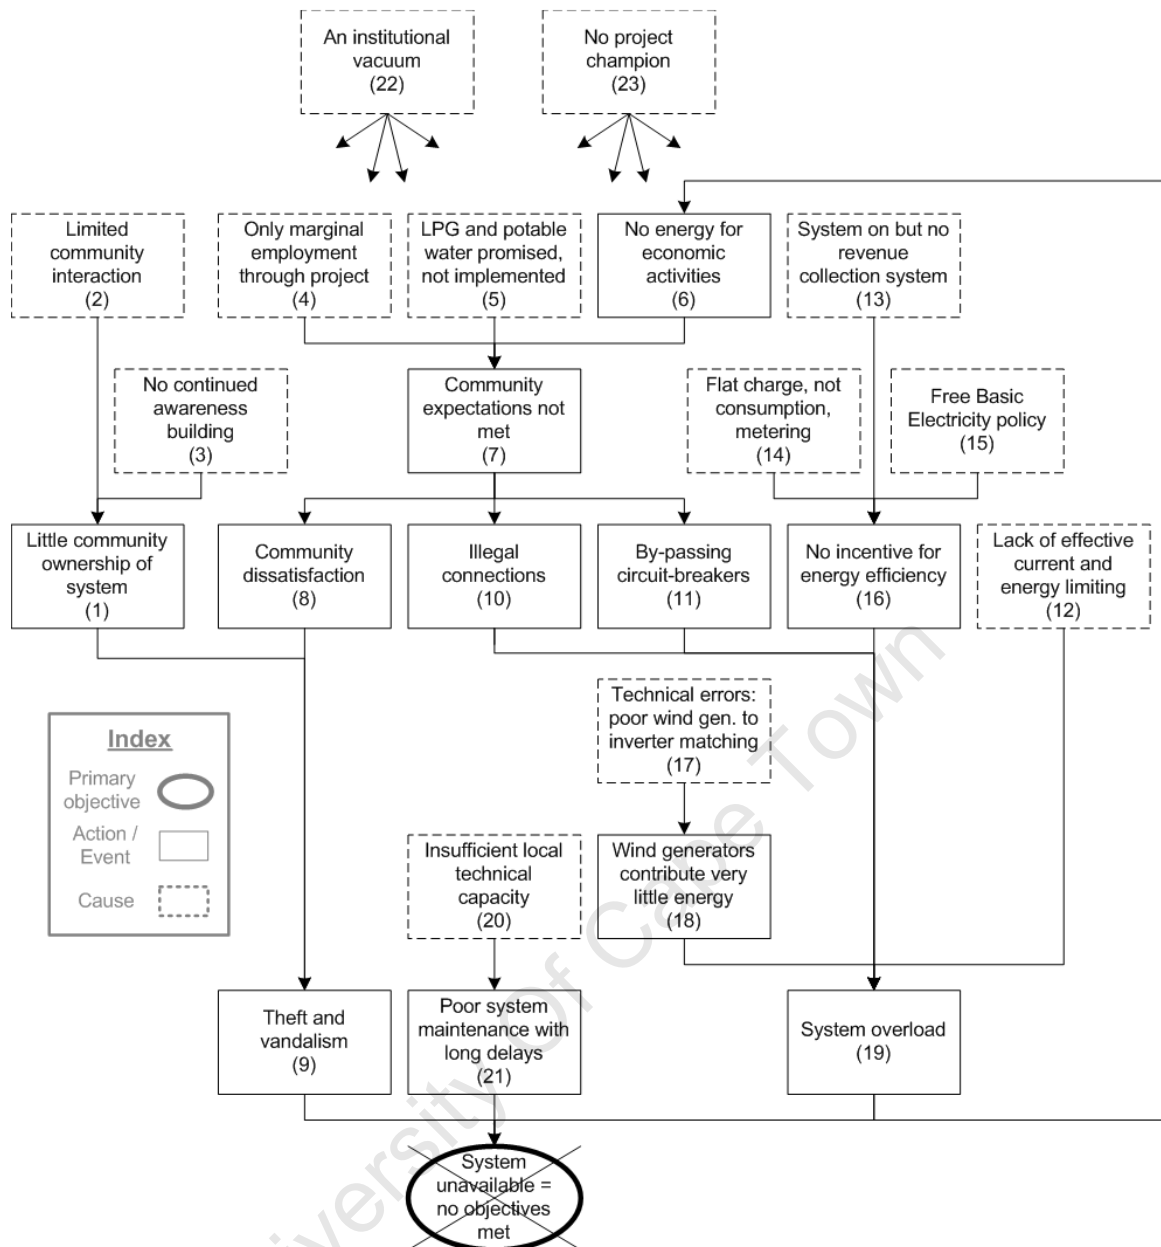 An institutional
vacuum
(22)
No project
champion
(23)
Limited
community
interaction
(2)
Only marginal
employment
through project
(4)
LPG and potable
water promised,
not implemented
(5)
No energy for
economic
activities
(6)
System on but no
revenue
collection system
(13)
No continued
awareness
building
(3)
Community
expectations not
met
(7)
Flat charge, not
consumption,
metering
(14)
Free Basic
Electricity policy
(15)
Little community
ownership of
system
(1)
Community
dissatisfaction
(8)
Illegal
connections
(10)
By-passing
circuit-breakers
(11)
No incentive for
energy efficiency
(16)
Lack of effective
current and
energy limiting
(12)
Technical errors:
poor wind gen. to
inverter matching
(17)
Index
Primary
objective
Action /
Event
Cause
Insufficient local
technical
capacity
(20)
Wind generators
contribute very
little energy
(18)
Theft and
vandalism
(9)
Poor system
maintenance with
long delays
(21)
System overload
(19)
System
unavailable =
no objectives
met
iversity Of Cape Town